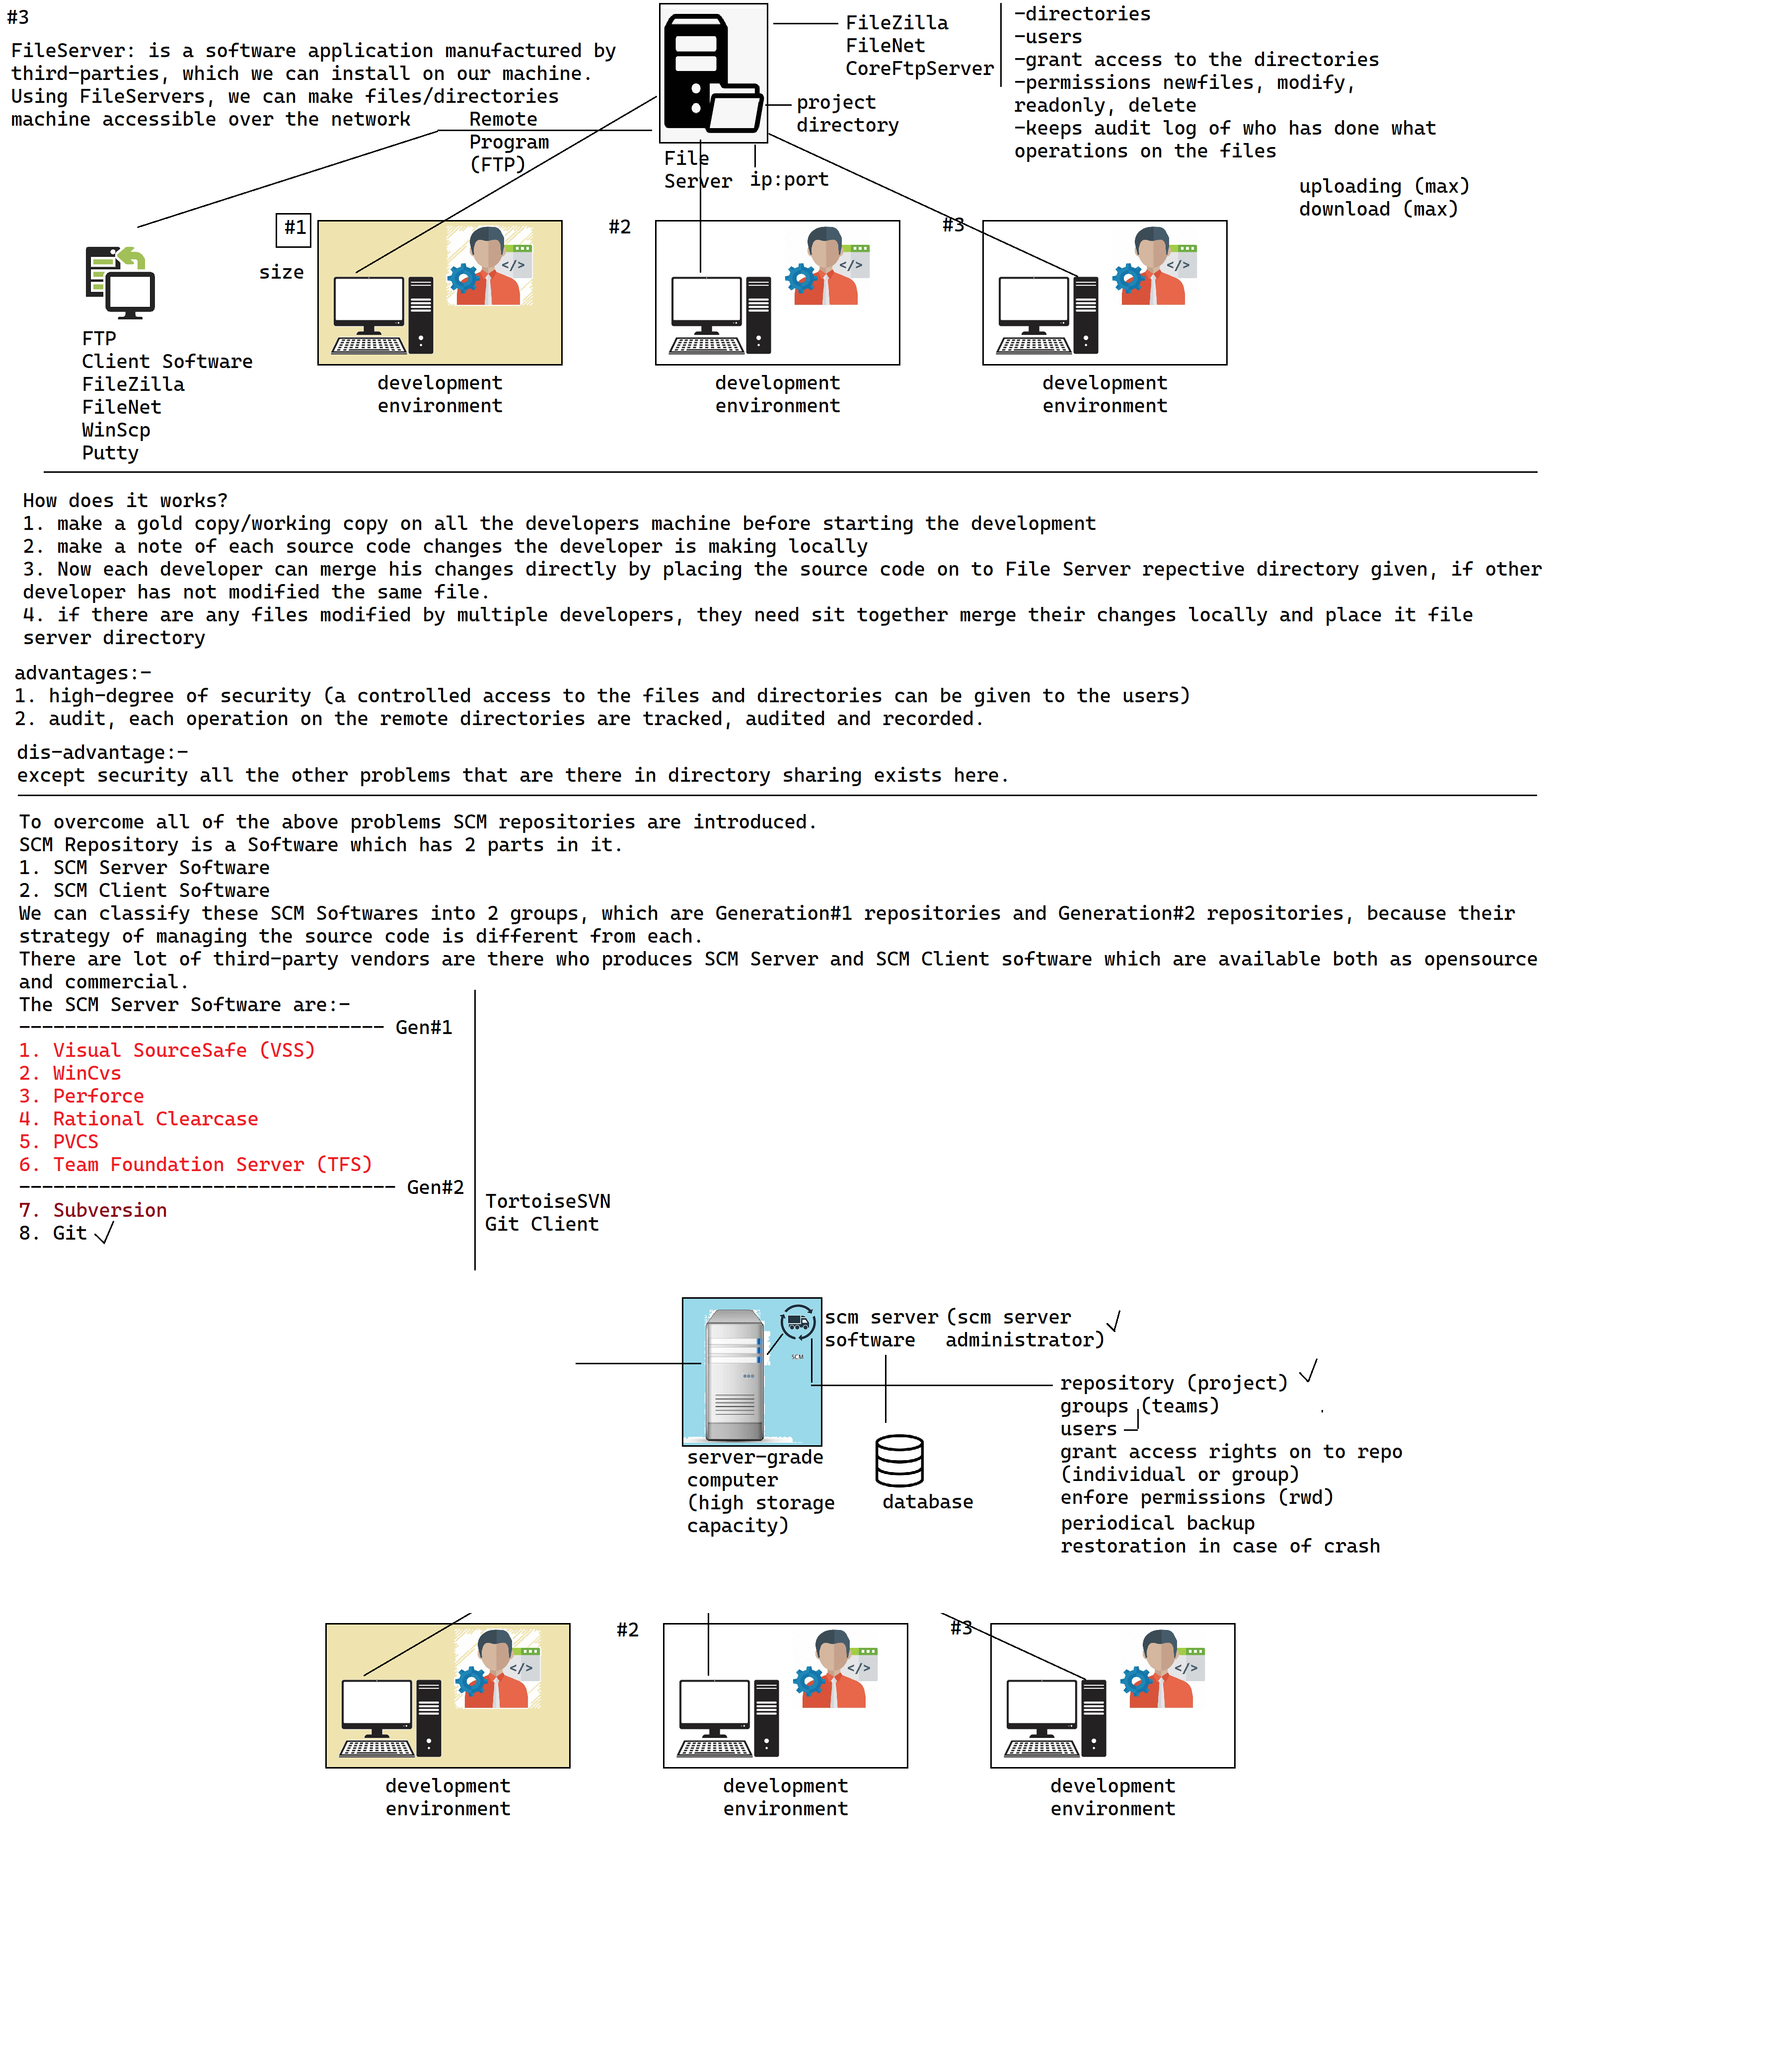 #3
FileServer: is a software application manufactured by
third-parties, which we can install on our machine.
Using FileServers, we can make files/directories
machine accessible over the network
Remote
Program
(FTP)
File
Server
ip:port
project
directory
FileZilla
FileNet
CoreFtpServer
-directories
-users
-grant access to the directories
-permissions newfiles, modify,
readonly, delete
-keeps audit log of who has done what
operations on the files
uploading (max)
download (max)
FTP
Client Software
FileZilla
FileNet
WinScp
Putty
#1
size
</>
development
environment
#2
</>
development
environment
#3
</>
development
environment
How does it works?
1. make a gold copy/working copy on all the developers machine before starting the development
2. make a note of each source code changes the developer is making locally
3. Now each developer can merge his changes directly by placing the source code on to File Server repective directory given, if other
developer has not modified the same file.
4. if there are any files modified by multiple developers, they need sit together merge their changes locally and place it file
server directory
advantages:-
1. high-degree of security (a controlled access to the files and directories can be given to the users)
2. audit, each operation on the remote directories are tracked, audited and recorded.
dis-advantage:-
except security all the other problems that are there in directory sharing exists here.
To overcome all of the above problems SCM repositories are introduced.
SCM Repository is a Software which has 2 parts in it.
1. SCM Server Software
2. SCM Client Software
We can classify these SCM Softwares into 2 groups, which are Generation#1 repositories and Generation#2 repositories, because their
strategy of managing the source code is different from each.
There are lot of third-party vendors are there who produces SCM Server and SCM Client software which are available both as opensource
and commercial.
The SCM Server Software are:-
-------------------------------- Gen#1
1. Visual SourceSafe (VSS)
2. WinCvs
3. Perforce
4. Rational Clearcase
5. PVCS
6. Team Foundation Server (TFS)
--------------------------------- Gen#2
7. Subversion
8. Git
TortoiseSVN
Git Client
SCM
scm server
software
(scm server
administrator)
server-grade
computer
(high storage
capacity)
database
repository (project)
groups (teams)
users
grant access rights on to repo
(individual or group)
enfore permissions (rwd)
periodical backup
restoration in case of crash
</>
development
environment
#2
</>
development
environment
#3
</>
development
environment